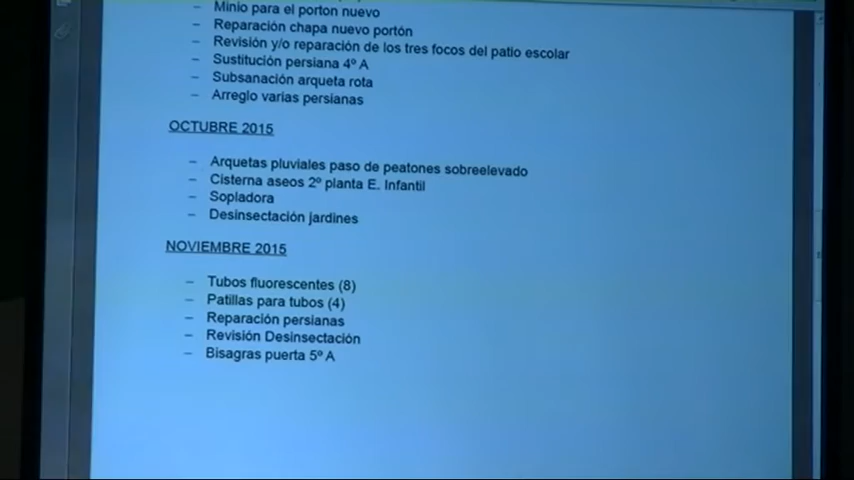 – Minio para el porton nuevo
– Reparación chapa nuevo portón
– Revisión y/o reparación de los tres focos del patio escolar
– Sustitución persiana 4º A
– Subsanación arqueta rota
– Arreglo varias persianas
OCTUBRE 2015
– Arquetas pluviales paso de peatones sobreelevado
– Cisterna aseos 2º planta E. Infantil
– Sopladora
– Desinsectación jardines
NOVIEMBRE 2015
– Tubos fluorescentes (8)
– Patillas para tubos (4)
– Reparación persianas
– Revisión Desinsectación
– Bisagras puerta 5º A